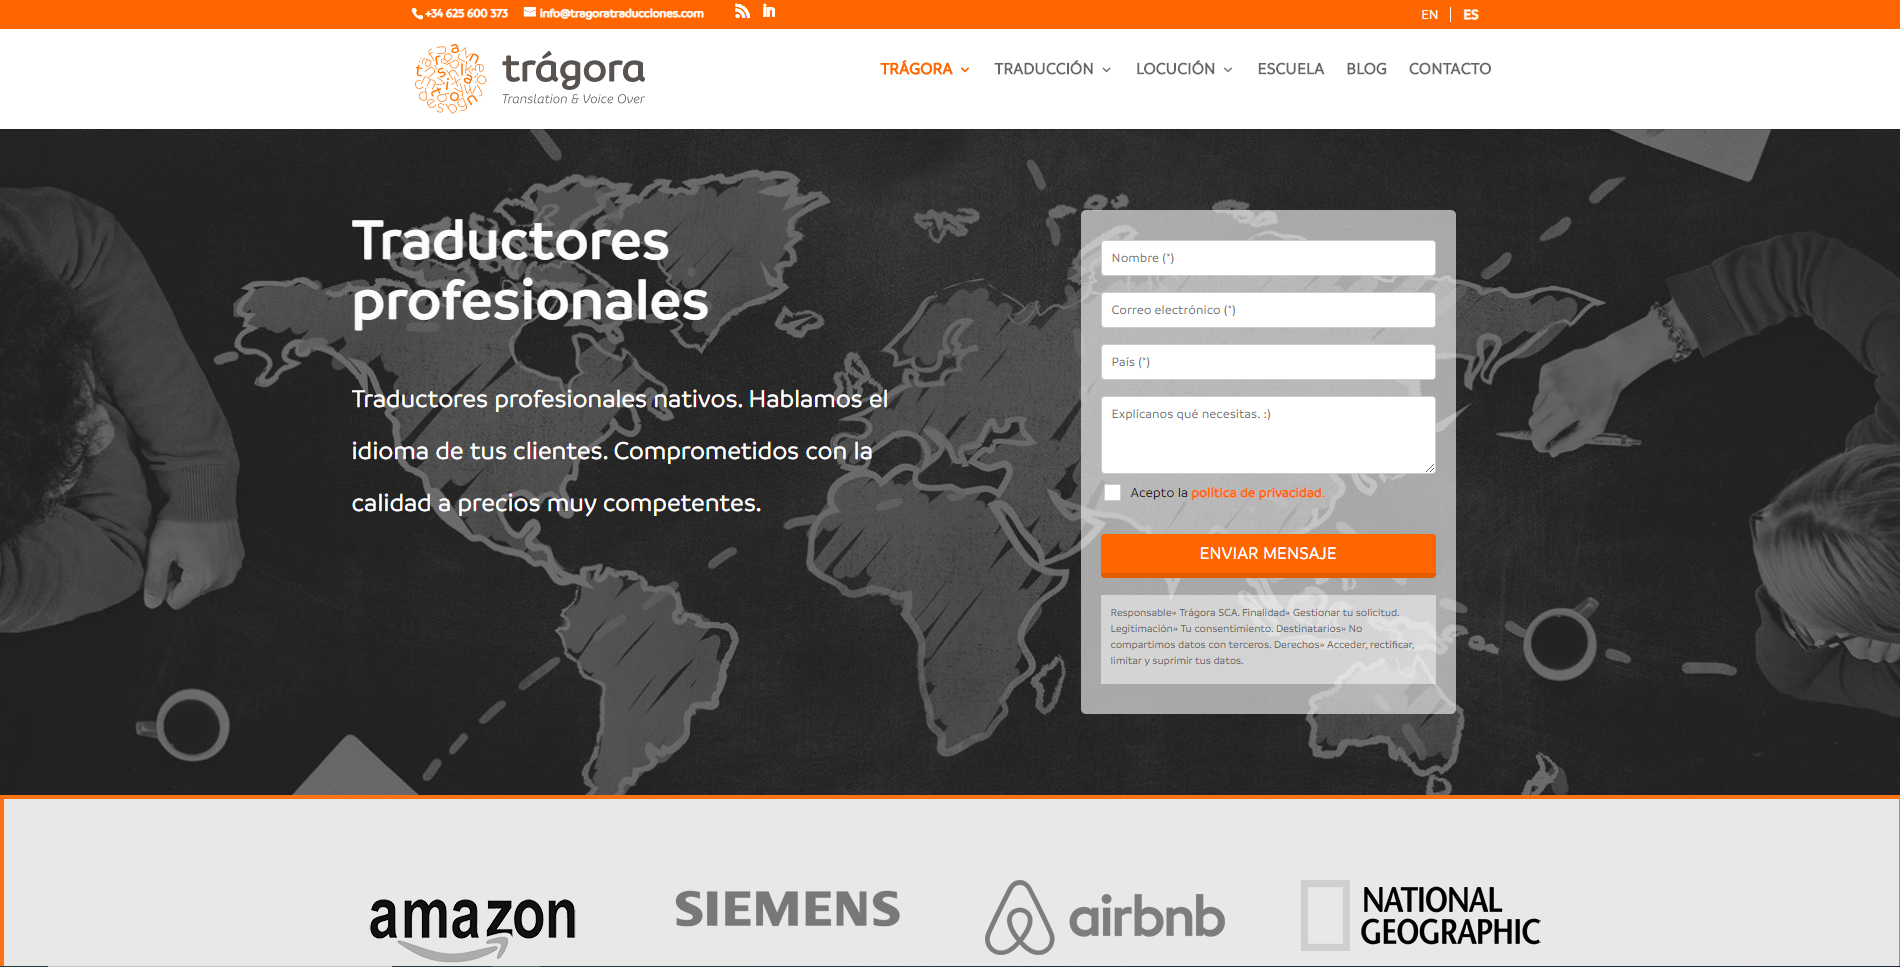 +34 625 600 373
info@tragoratraducciones.com
EN
ES
trágora
Translation & Voice Over
TRÁGORA
TRADUCCIÓN
LOCUCIÓN
ESCUELA
BLOG
CONTACTO
Traductores
profesionales
Traductores profesionales nativos. Hablamos el
idioma de tus clientes. Comprometidos con la
calidad a precios muy competentes.
Nombre (*)
Correo electrónico (*)
País (*)
Explícanos qué necesitas. :)
Acepto la política de privacidad.
ENVIAR MENSAJE
Responsable» Trágora SCA. Finalidad» Gestionar tu solicitud.
Legitimación» Tu consentimiento. Destinatarios» No
compartimos datos con terceros. Derechos» Acceder, rectificar,
limitar y suprimir tus datos.
amazon
SIEMENS
airbnb
NATIONAL
GEOGRAPHIC